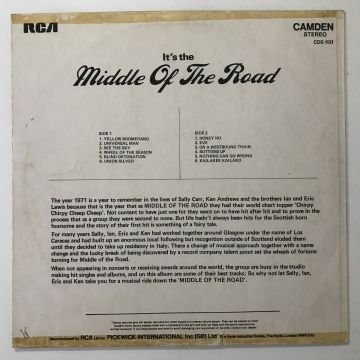 RCA
CAMDEN
STEREO
CDS 1131
It's the
Middle Of The Road
SIDE 1
1. YELLOW BOOMERANG
2. UNIVERSAL MAN
3. SEE THE SKY
4. WHEEL OF THE SEASON
5. BLIND DETONATION
6. UNION SILVER
SIDE 2
1. HONEY NO
2. EVE
3. ON A WESTBOUND TRAIN
4. BOTTOMS UP
5. NOTHING CAN GO WRONG
6. KAILAKEE KAILAKO
The year 1971 is a year to remember in the lives of Sally Carr, Ken Andrews and the brothers Ian and Eric
Lewis because that is the year that as MIDDLE OF THE ROAD they had their world chart topper 'Chirpy
Chirpy Cheep Cheep'. Not content to have just one hit they went on to have hit after hit and to prove in the
process that as a group they were second to none. But life hadn't always been hits for the Scottish born
foursome and the story of their first hit is something of a fairy tale.
For many years Sally, Ian, Eric and Ken had worked together around Glasgow under the name of Los
Caracas and had built up an enormous local following but recognition outside of Scotland eluded them
until they decided to take up residency in Italy. There a change of musical approach together with a name
change and the lucky break of being discovered by a record company talent scout set the wheels of fortune
turning for Middle of the Road.
When not appearing in concerts or receiving awards around the world, the group are busy in the studio
making hit singles and albums, and on this album are some of their best tracks. So why not let Sally, Ian,
Eric and Ken take you for a musical ride down the 'MIDDLE OF THE ROAD'.
Manufactured by RCA Ltd for PICKWICK INTERNATIONAL Inc (GB) Ltd The Hyde Industrial Estate, The Hyde, London NW9 6JU